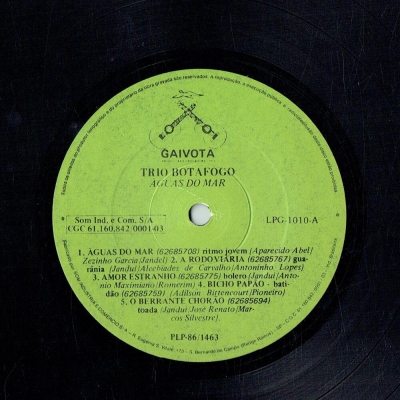 GAIVOTA
TRIO BOTAFOGO
AGUAS DO MAR
Som Ind. e Com. S/A
CGC 61.160.842/0001-03
LPG-1010-A
1. ÁGUAS DO MAR (62685708) ritmo jovem (Aparecido Abel/
Zezinho Garcia/Jandui) 2. A RODOVIÁRIA (62685767) gua-
rânia (Jandui/Alcebiades de Carvalho/Antoninho Lopes)
3. AMOR ESTRANHO (62685775) bolero (Jandui/Anto-
nio Maximiano/Romerim) 4. BICHO PAPÃO - bati-
dão (62685759) (Adilson Bittencourt/Pioneiro)
5. O BERRANTE CHORÃO (62685694)
toada (Jandui/José Renato/Mar-
cos Silvestre)
PLP-86/1463